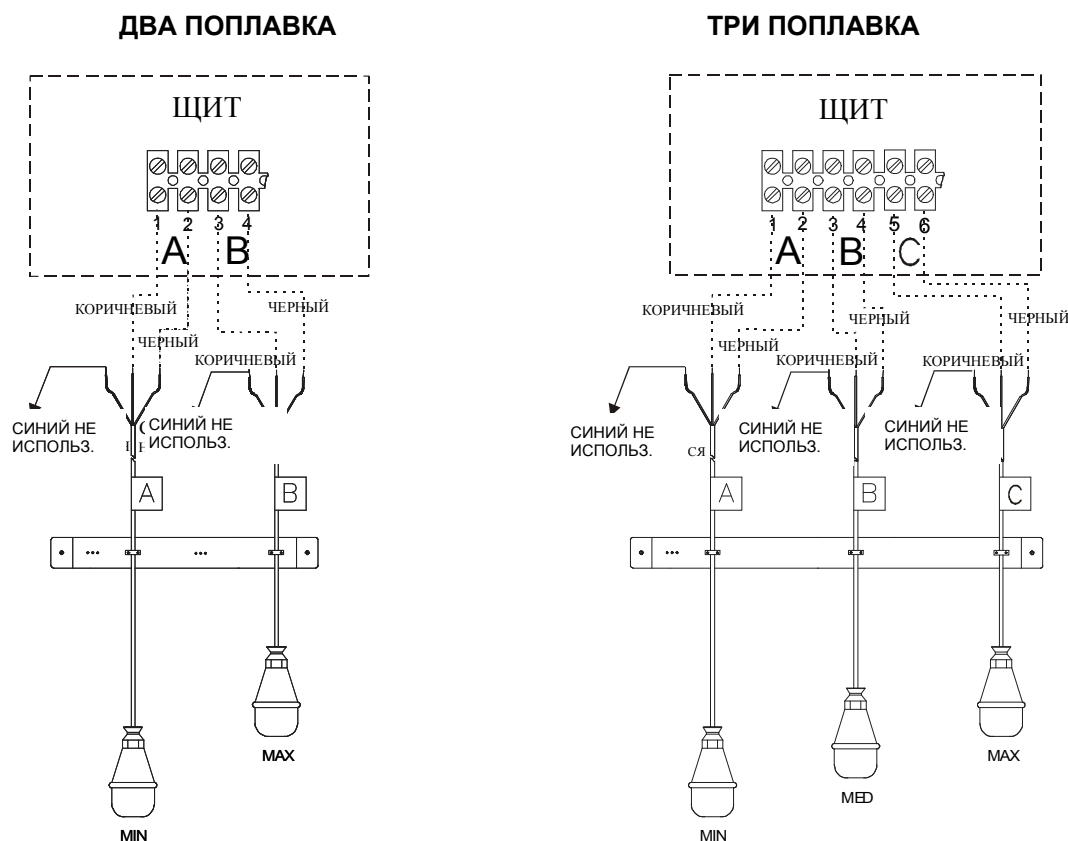 ДВА ПОПЛАВКА
ЩИТ
1 2 3 4
A B
КОРИЧНЕВЫЙ
ЧЕРНЫЙ
ЧЕРНЫЙ
КОРИЧНЕВЫЙ
СИНИЙ НЕ
ИСПОЛЬЗ.
СИНИЙ НЕ
ИСПОЛЬЗ.
A
B
MAX
MIN
ТРИ ПОПЛАВКА
ЩИТ
1 2 3 4 5 6
A B C
КОРИЧНЕВЫЙ
ЧЕРНЫЙ
ЧЕРНЫЙ
ЧЕРНЫЙ
КОРИЧНЕВЫЙ
КОРИЧНЕВЫЙ
СИНИЙ НЕ
ИСПОЛЬЗ.
СИНИЙ НЕ
ИСПОЛЬЗ.
СИНИЙ НЕ
ИСПОЛЬЗ.
СЯ
A
B
C
MAX
MED
MIN